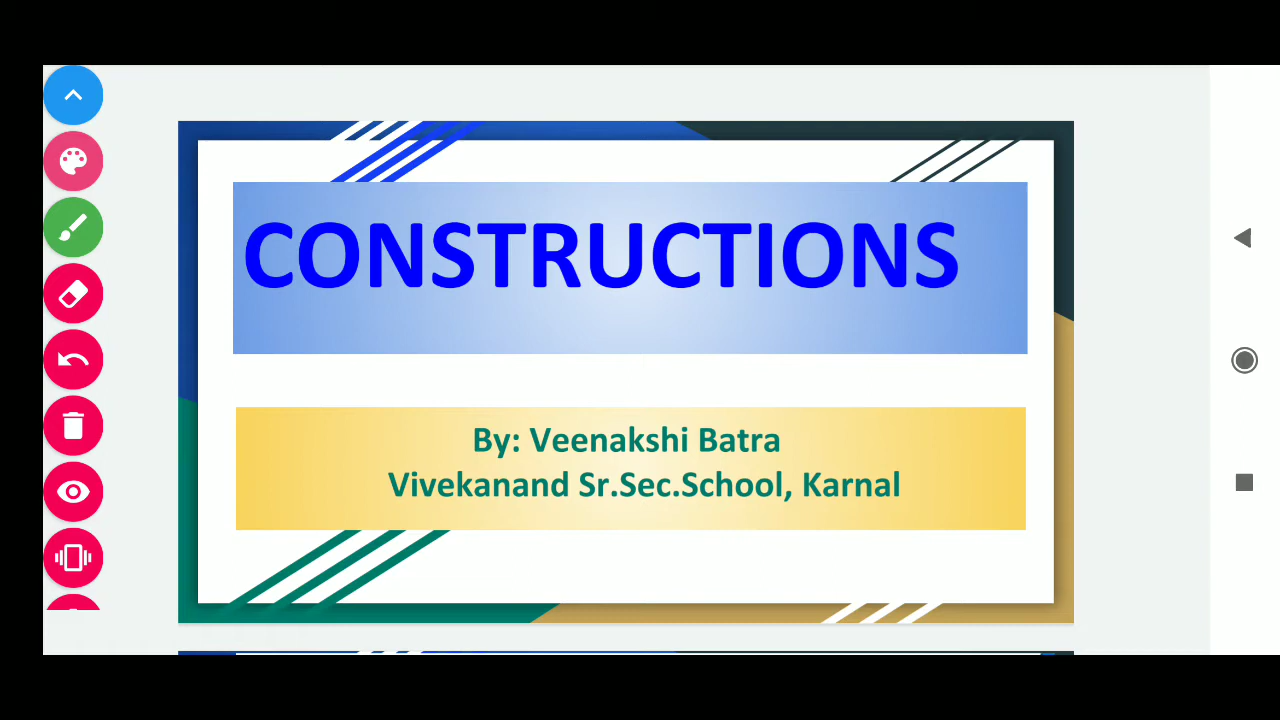 CONSTRUCTIONS
By: Veenakshi Batra
Vivekanand Sr.Sec.School, Karnal